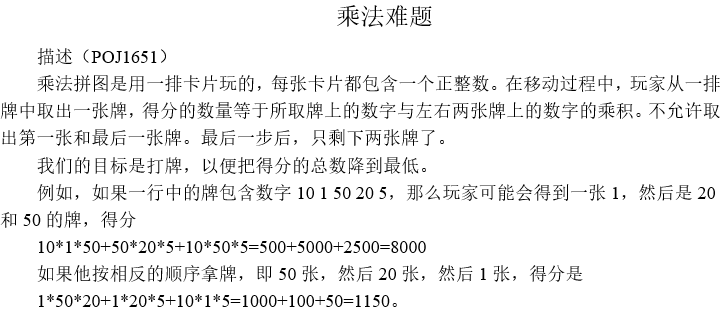 乘法难题
描述（POJ1651）
乘法拼图是用一排卡片玩的，每张卡片都包含一个正整数。在移动过程中，玩家从一排
牌中取出一张牌，得分的数量等于所取牌上的数字与左右两张牌上的数字的乘积。不允许取
出第一张和最后一张牌。最后一步后，只剩下两张牌了。
我们的目标是打牌，以便把得分的总数降到最低。
例如，如果一行中的牌包含数字 10 1 50 20 5，那么玩家可能会得到一张 1，然后是 20
和 50 的牌，得分
10*1*50+50*20*5+10*50*5=500+5000+2500=8000
如果他按相反的顺序拿牌，即 50 张，然后 20 张，然后 1 张，得分是
1*50*20+1*20*5+10*1*5=1000+100+50=1150。